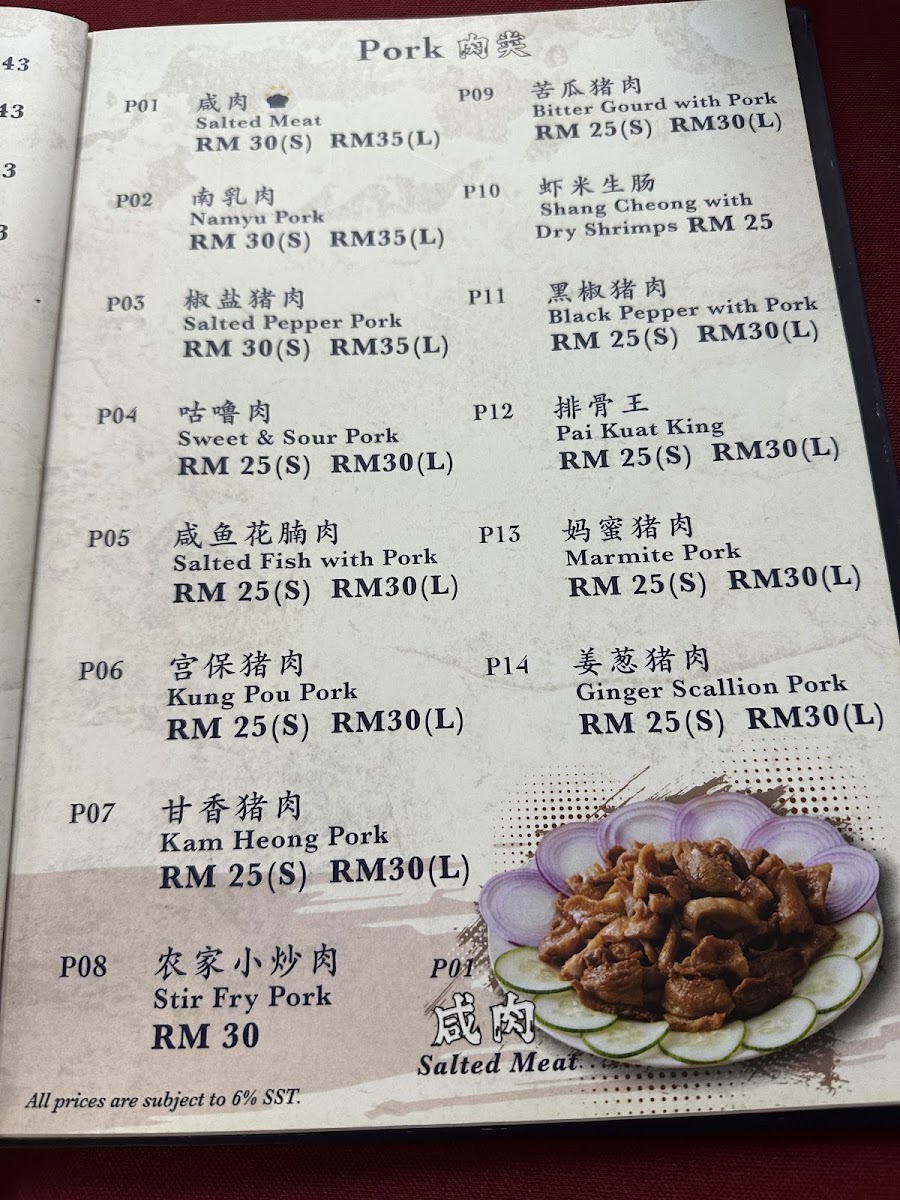 43
43
3
3
Pork 肉类
P01
咸肉
Salted Meat
RM 30(S) RM35(L)
P02
南乳肉
Namyu Pork
RM 30(S) RM35(L)
P03
椒盐猪肉
Salted Pepper Pork
RM 30(S) RM35(L)
P04
咕噜肉
Sweet & Sour Pork
RM 25(S) RM30(L)
P05
咸鱼花腩肉
Salted Fish with Pork
RM 25(S) RM30(L)
P06
宫保猪肉
Kung Pou Pork
RM 25(S) RM30(L)
P07
甘香猪肉
Kam Heong Pork
RM 25(S) RM30(L)
P08
农家小炒肉
Stir Fry Pork
RM 30
P09
苦瓜猪肉
Bitter Gourd with Pork
RM 25(S) RM30(L)
P10
虾米生肠
Shang Cheong with
Dry Shrimps RM 25
P11
黑椒猪肉
Black Pepper with Pork
RM 25(S) RM30(L)
P12
排骨王
Pai Kuat King
RM 25(S) RM30(L)
P13
妈蜜猪肉
Marmite Pork
RM 25(S) RM30(L)
P14
姜葱猪肉
Ginger Scallion Pork
RM 25(S) RM30(L)
P01
咸肉
Salted Meat
All prices are subject to 6% SST.